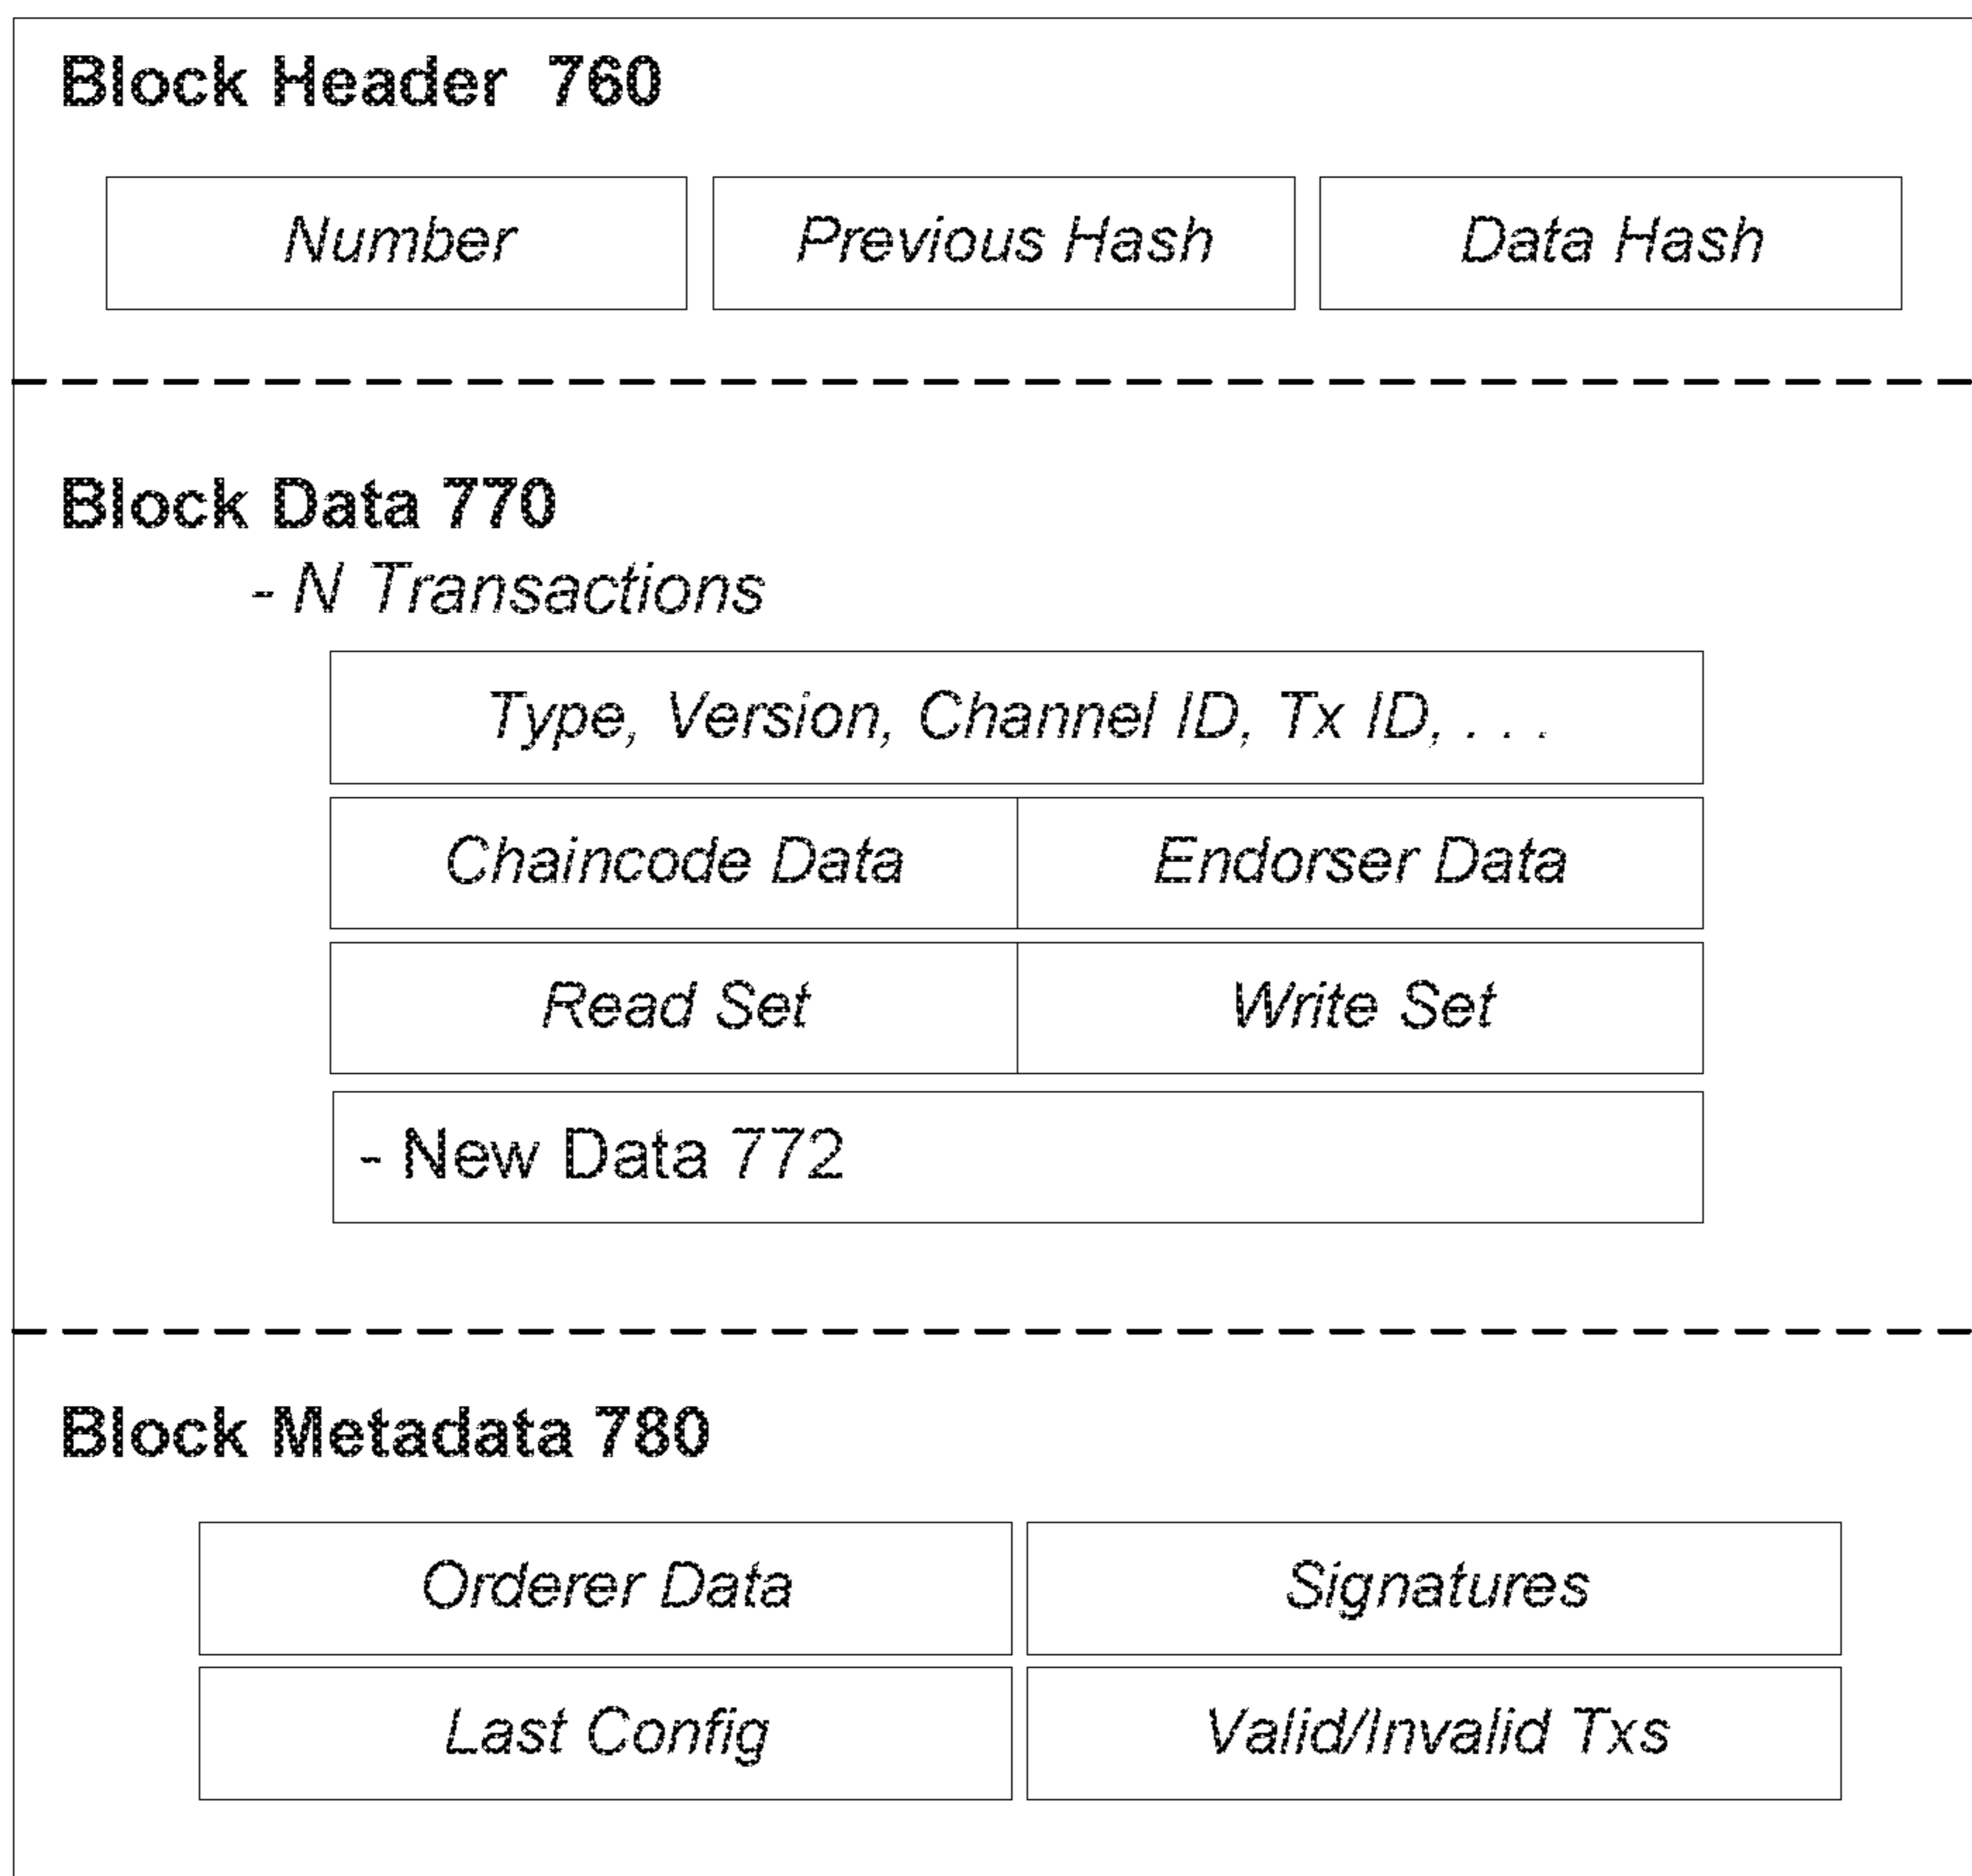 Block Header 760
Number Previous Hash Data Hash
Block Data 770
- N Transactions
Type, Version, Channel ID, Tx ID, . . .
Chaincode Data Endorser Data
Read Set Write Set
- New Data 772
Block Metadata 780
Orderer Data Signatures
Last Config Valid/Invalid Txs